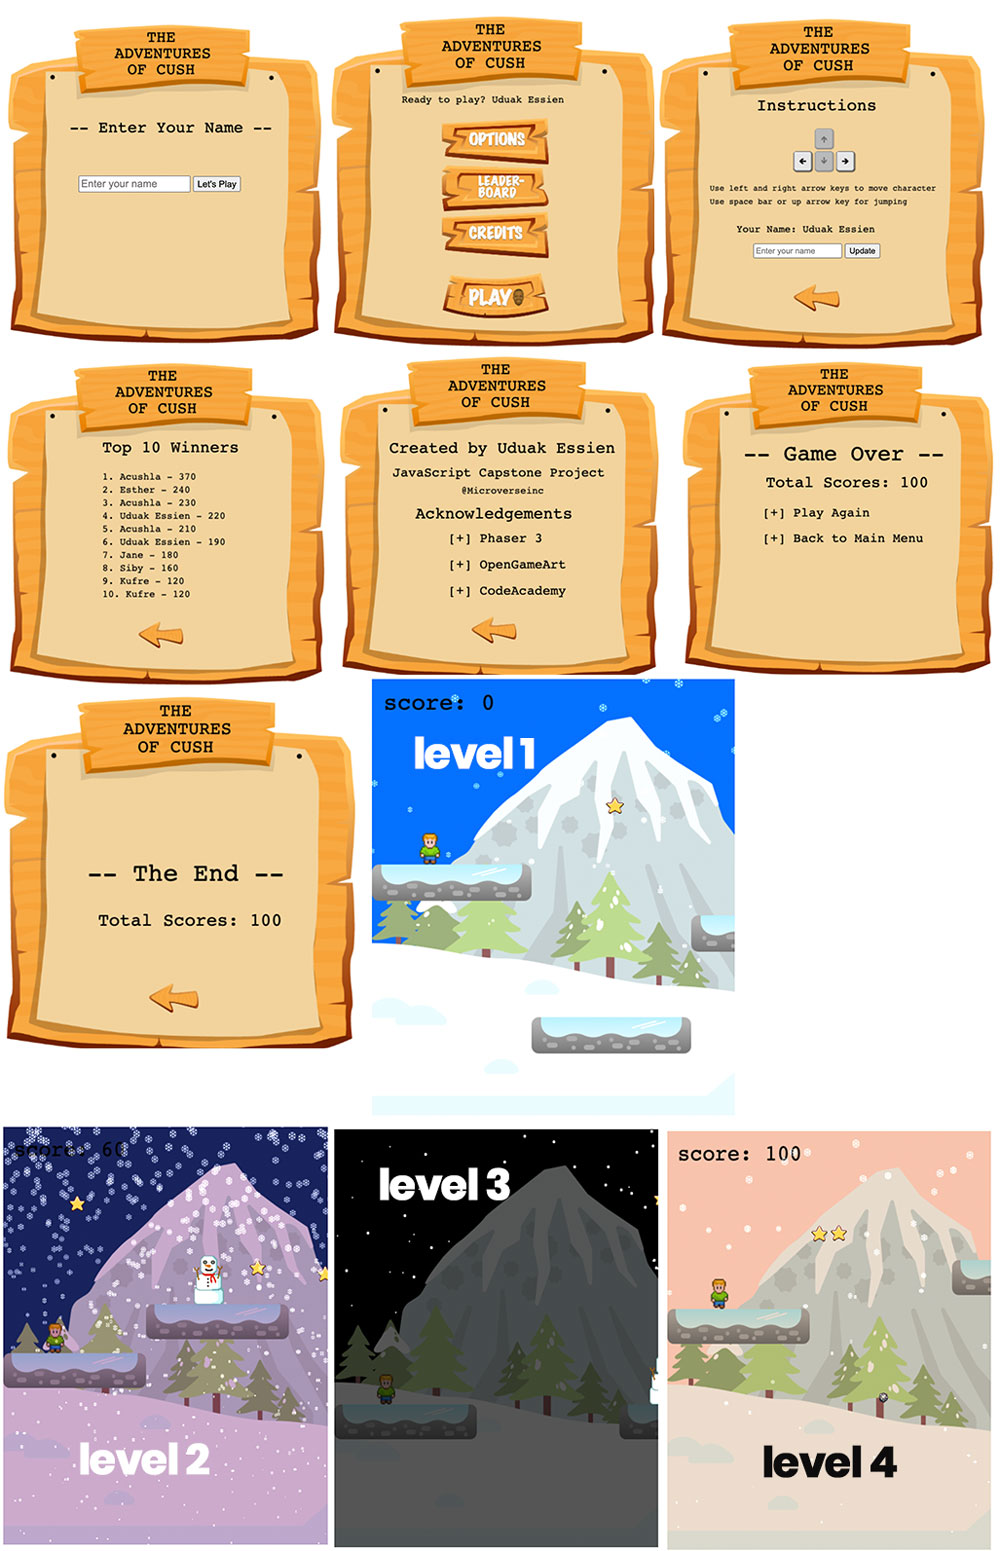 THE
ADVENTURES
OF CUSH
-- Enter Your Name --
Enter your name
Let's Play
THE
ADVENTURES
OF CUSH
Ready to play? Uduak Essien
OPTIONS
LEADER-
BOARD
CREDITS
PLAY
THE
ADVENTURES
OF CUSH
Instructions
Use left and right arrow keys to move character
Use space bar or up arrow key for jumping
Your Name: Uduak Essien
Enter your name
Update
THE
ADVENTURES
OF CUSH
Top 10 Winners
1. Acushla - 370
2. Esther - 240
3. Acushla - 230
4. Uduak Essien - 220
5. Acushla - 210
6. Uduak Essien - 190
7. Jane - 180
8. Siby - 160
9. Kufre - 120
10. Kufre - 120
THE
ADVENTURES
OF CUSH
Created by Uduak Essien
JavaScript Capstone Project
@Microverseinc
Acknowledgements
[+] Phaser 3
[+] OpenGameArt
[+] CodeAcademy
THE
ADVENTURES
OF CUSH
-- Game Over --
Total Scores: 100
[+] Play Again
[+] Back to Main Menu
THE
ADVENTURES
OF CUSH
-- The End --
Total Scores: 100
score: 0
level 1
score: 60
level 2
level 3
score: 100
level 4